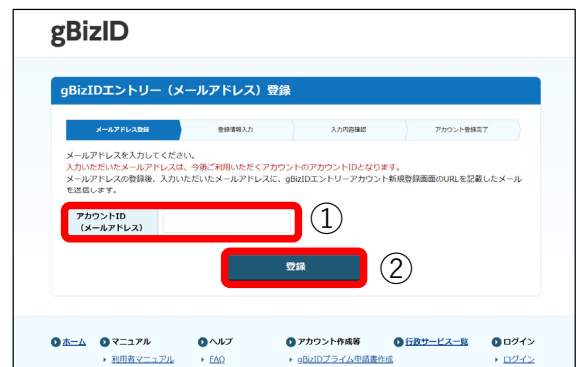 gBizID
gBizIDエントリー（メールアドレス）登録
メールアドレス登録 登録情報入力 入力内容確認 アカウント登録完了
メールアドレスを入力してください。
入力いただいたメールアドレスは、今後ご利用いただくアカウントのアカウントIDとなります。
メールアドレスの登録後、入力いただいたメールアドレスに、gBizIDエントリーアカウント新規登録画面のURLを記載したメール
を送信します。
アカウントID
（メールアドレス）
①
登録
②
ホーム マニュアル ヘルプ アカウント作成等 行政サービス一覧 ログイン
利用者マニュアル FAQ gBizIDプライム申請書作成 ログイン